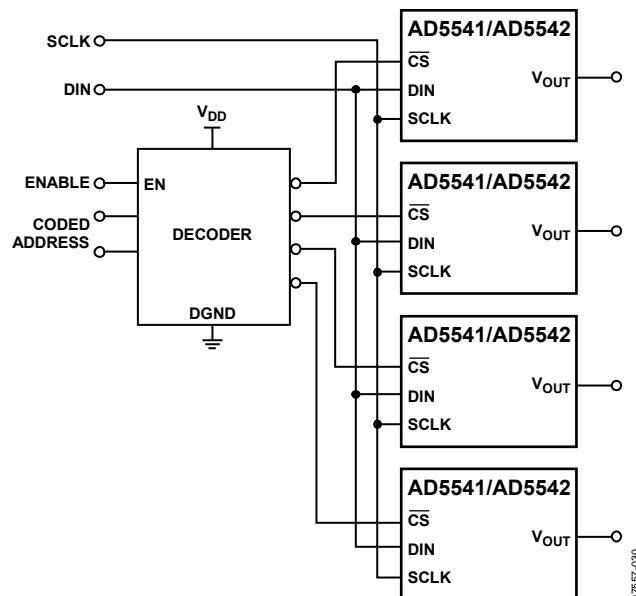 SCLK
DIN
VDD
ENABLE
CODED
ADDRESS
EN
DECODER
DGND
AD5541/AD5542
CS
DIN
SCLK
VOUT
AD5541/AD5542
CS
DIN
SCLK
VOUT
AD5541/AD5542
CS
DIN
SCLK
VOUT
AD5541/AD5542
CS
DIN
SCLK
VOUT